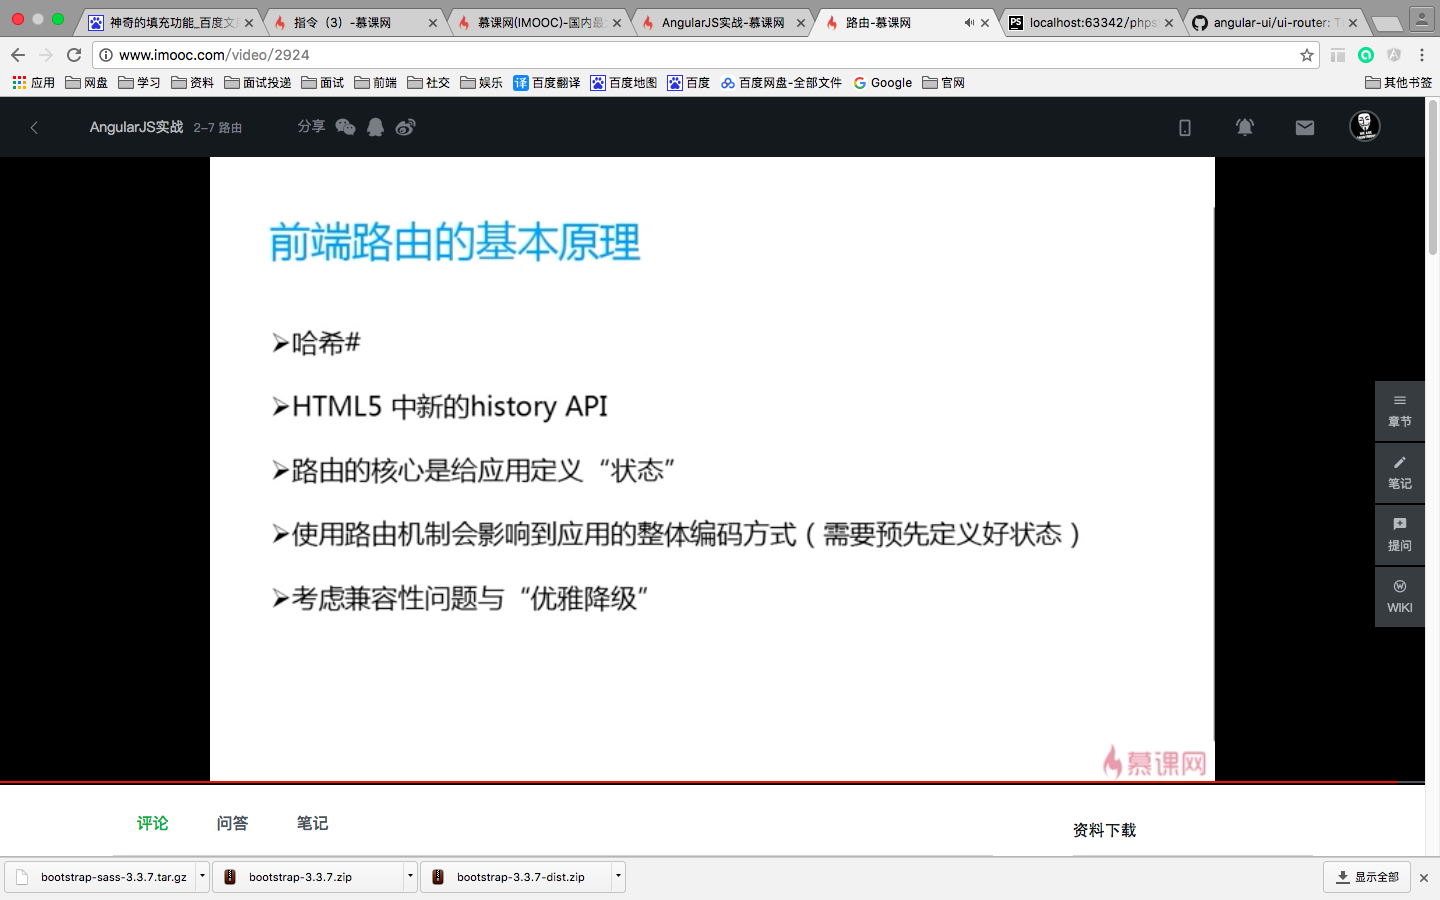 神奇的填充功能_百度文
指令（3）-慕课网
慕课网(IMOOC)-国内最
AngularJS实战-慕课网
路由-慕课网
localhost:63342/phps
angular-ui/ui-router: T
www.imooc.com/video/2924
应用 网盘 学习 资料 面试投递 面试 前端 社交 娱乐 百度翻译 百度地图 百度 百度网盘-全部文件 Google 官网 其他书签
AngularJS实战 2-7 路由 分享
前端路由的基本原理
➢哈希#
➢HTML5 中新的history API
➢路由的核心是给应用定义“状态”
➢使用路由机制会影响到应用的整体编码方式（需要预先定义好状态）
➢考虑兼容性问题与“优雅降级”
章节
笔记
提问
WIKI
慕课网
评论 问答 笔记
资料下载
bootstrap-sass-3.3.7.tar.gz
bootstrap-3.3.7.zip
bootstrap-3.3.7-dist.zip
显示全部